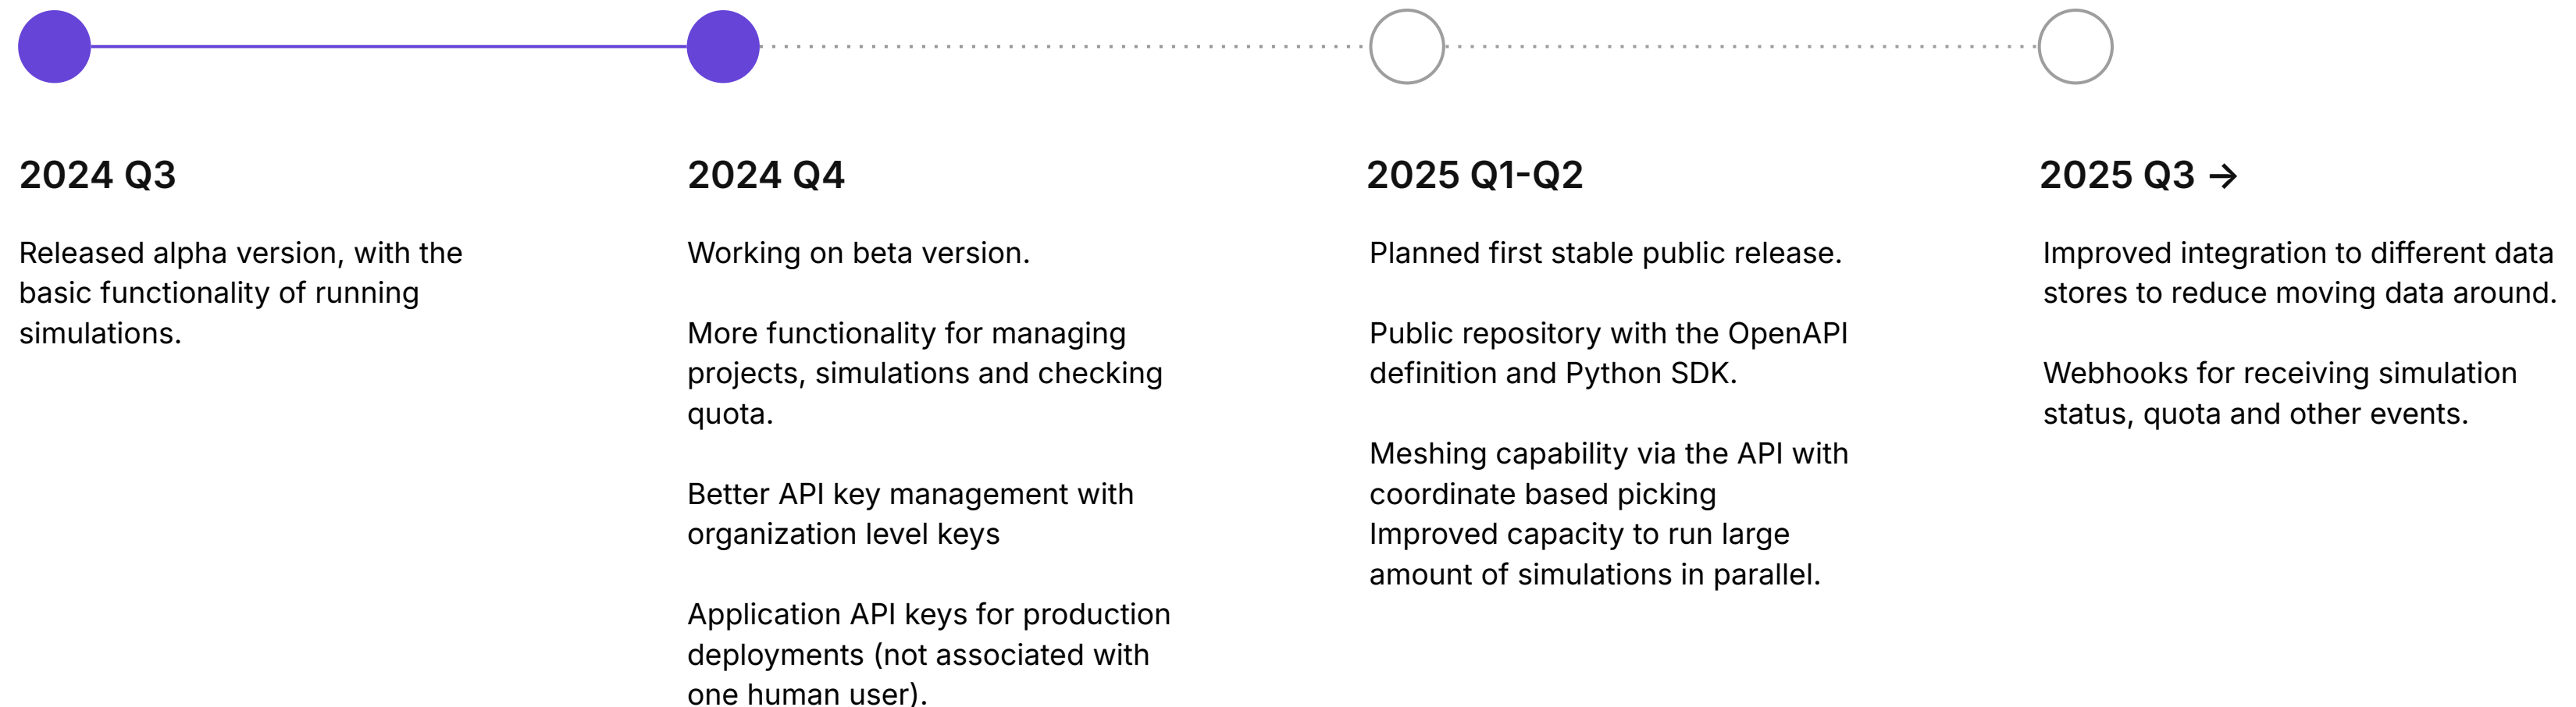 2024 Q3
Released alpha version, with the
basic functionality of running
simulations.
2024 Q4
Working on beta version.
More functionality for managing
projects, simulations and checking
quota.
Better API key management with
organization level keys
Application API keys for production
deployments (not associated with
one human user).
2025 Q1-Q2
Planned first stable public release.
Public repository with the OpenAPI
definition and Python SDK.
Meshing capability via the API with
coordinate based picking
Improved capacity to run large
amount of simulations in parallel.
2025 Q3 →
Improved integration to different data
stores to reduce moving data around.
Webhooks for receiving simulation
status, quota and other events.